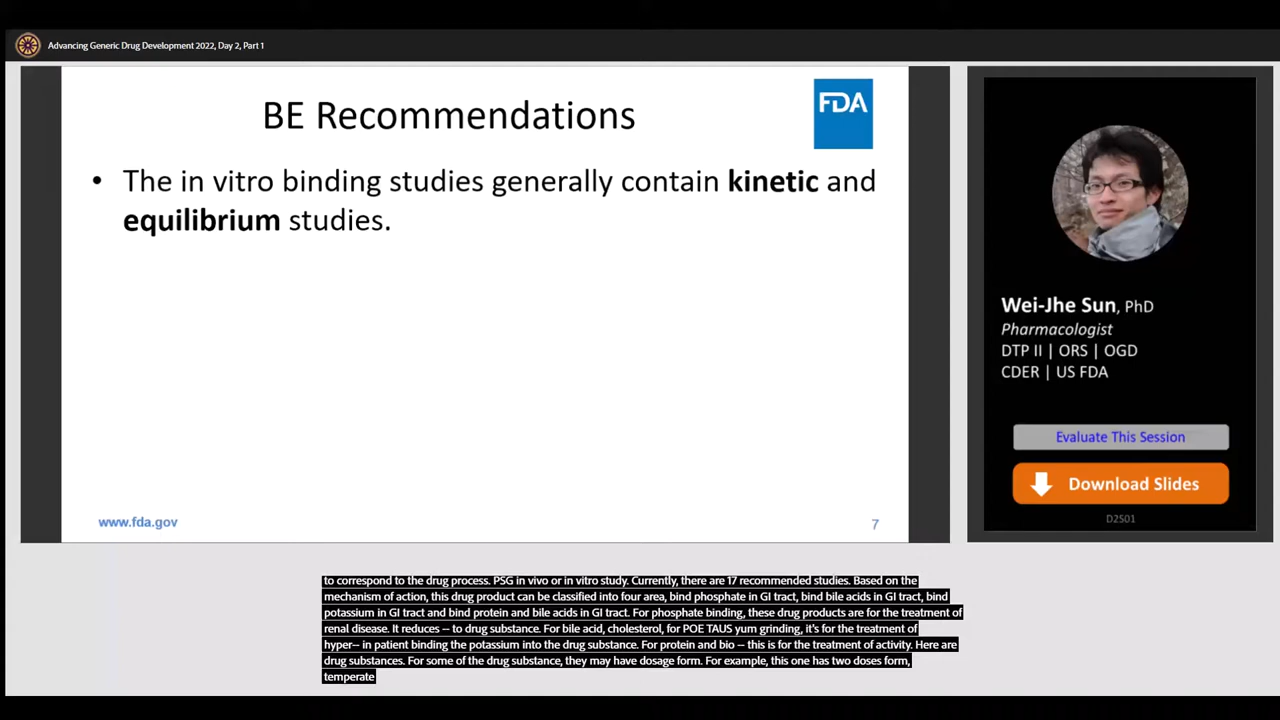 Advancing Generic Drug Development 2022, Day 2, Part 1
BE Recommendations
FDA
• The in vitro binding studies generally contain kinetic and
equilibrium studies.
www.fda.gov
7
Wei-Jhe Sun, PhD
Pharmacologist
DTP II | ORS | OGD
CDER | US FDA
Evaluate This Session
Download Slides
D2S01
to correspond to the drug process. PSG in vivo or in vitro study. Currently, there are 17 recommended studies. Based on the
mechanism of action, this drug product can be classified into four area, bind phosphate in GI tract, bind bile acids in GI tract, bind
potassium in GI tract and bind protein and bile acids in GI tract. For phosphate binding, these drug products are for the treatment of
renal disease. It reduces -- to drug substance. For bile acid, cholesterol, for POE TAUS yum grinding, it's for the treatment of
hyper-- in patient binding the potassium into the drug substance. For protein and bio -- this is for the treatment of activity. Here are
drug substances. For some of the drug substance, they may have dosage form. For example, this one has two doses form,
temperate